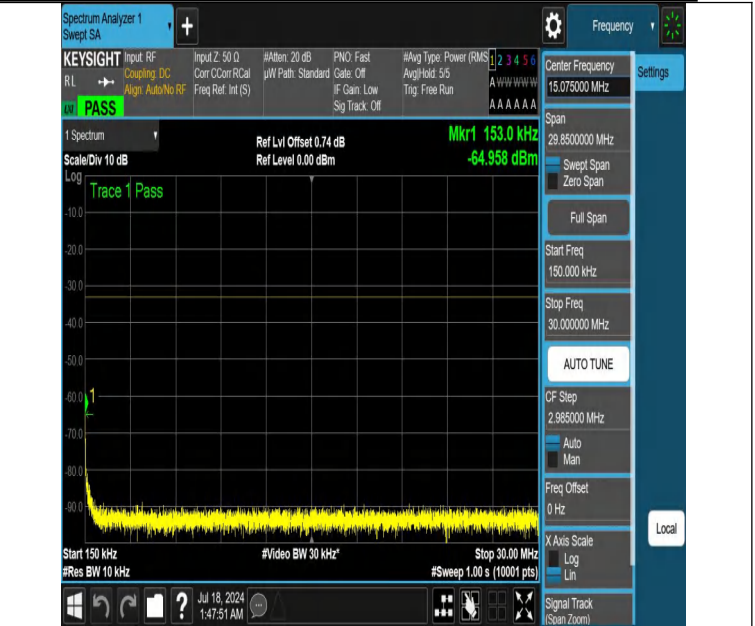 Spectrum Analyzer 1
Swept SA
+
Frequency
KEYSIGHT Input: RF Input Z: 50 Ω #Atten: 20 dB PNO: Fast #Avg Type: Power (RMS 1 2 3 4 5 6
RL Coupling: DC Corr CCorr RCal µW Path: Standard Gate: Off Avg|Hold: 5/5
Align: Auto/No RF Freq Ref: Int (S) IF Gain: Low Trig: Free Run A W W W W W
PASS Sig Track: Off A A A A A A
1 Spectrum
Ref Lvl Offset 0.74 dB Mkr1 153.0 kHz
Scale/Div 10 dB Ref Level 0.00 dBm -64.958 dBm
Log
Trace 1 Pass
-10.0
-20.0
-30.0
-40.0
-50.0
-60.0
1
-70.0
-80.0
-90.0
Start 150 kHz #Video BW 30 kHz* Stop 30.00 MHz
#Res BW 10 kHz #Sweep 1.00 s (10001 pts)
Jul 18, 2024
1:47:51 AM
?
Center Frequency
15.075000 MHz
Settings
Span
29.8500000 MHz
Swept Span
Zero Span
Full Span
Start Freq
150.000 kHz
Stop Freq
30.000000 MHz
AUTO TUNE
CF Step
2.985000 MHz
Auto
Man
Freq Offset
0 Hz
Local
X Axis Scale
Log
Lin
Signal Track
(Span Zoom)